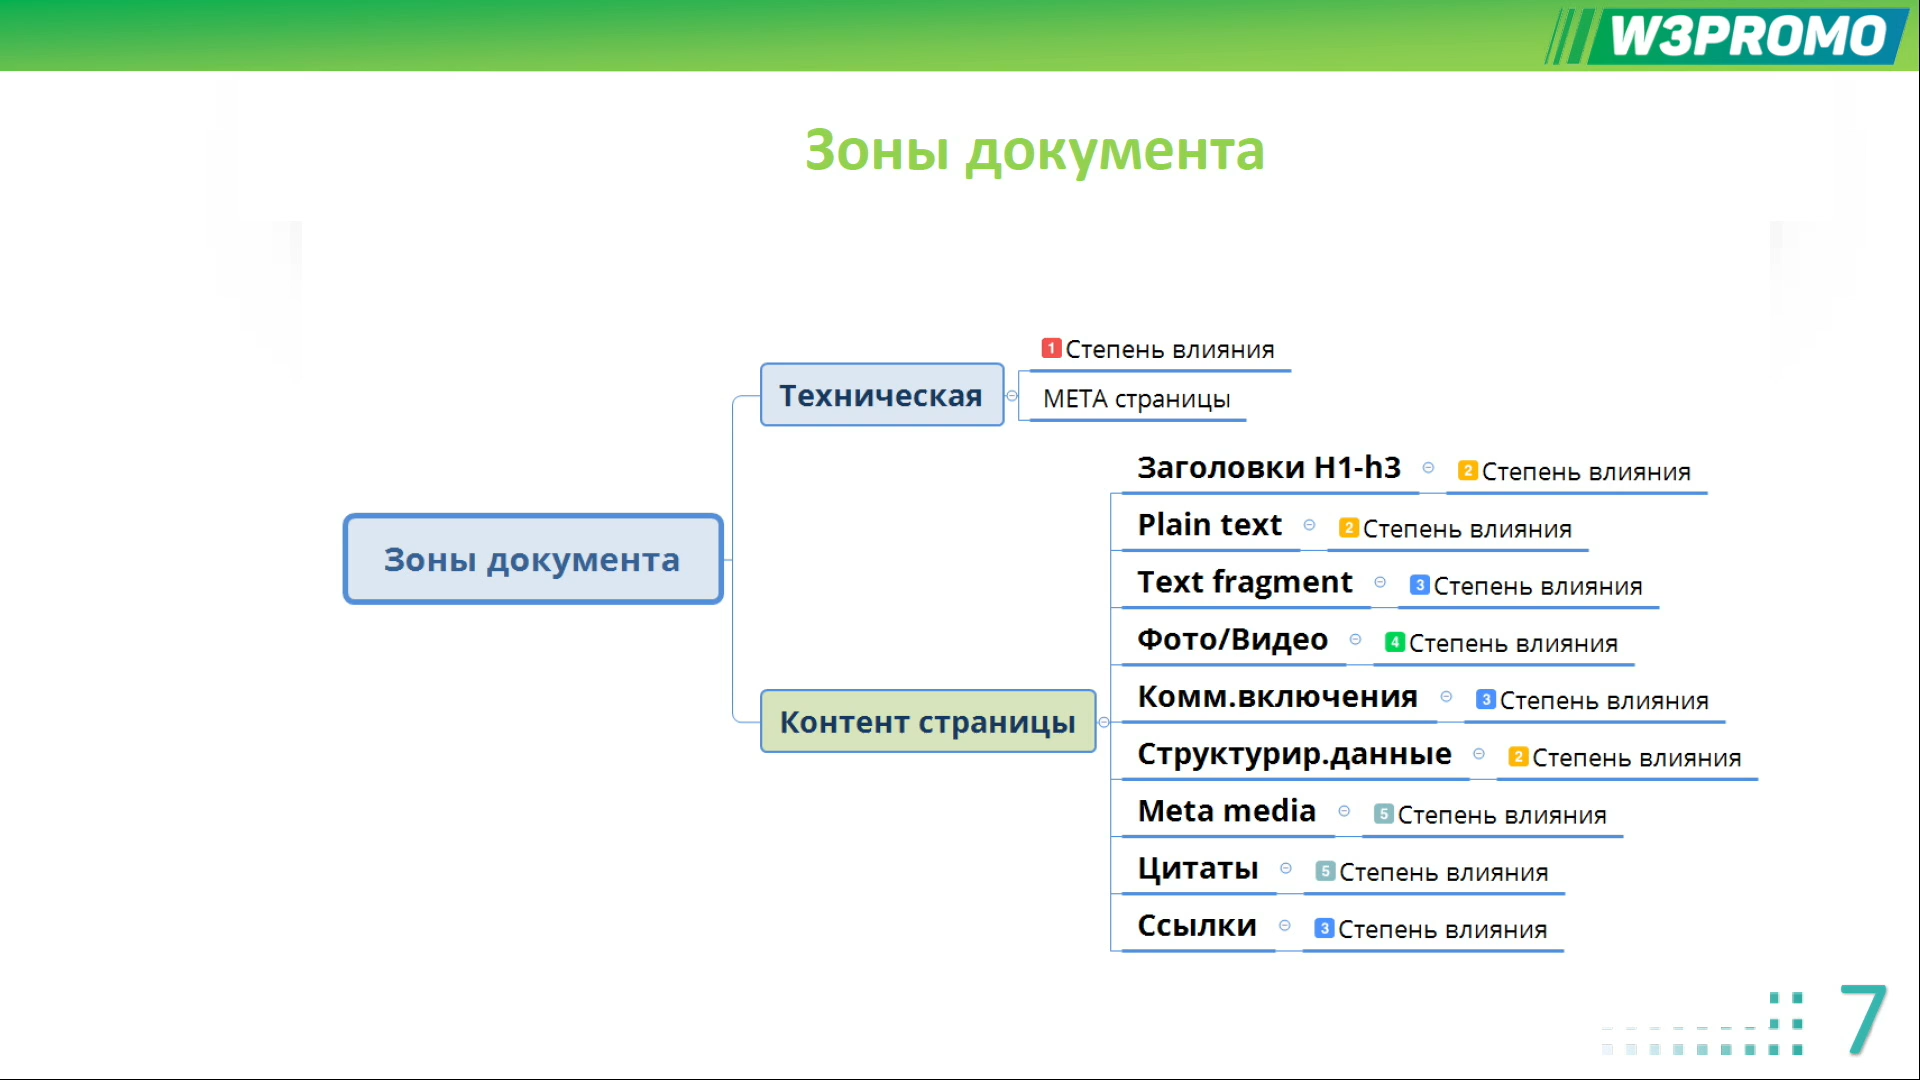 W3PROMO
Зоны документа
1 Степень влияния
Техническая
META страницы
Заголовки H1-h3 2 Степень влияния
Plain text 2 Степень влияния
Зоны документа
Text fragment 3 Степень влияния
Фото/Видео 4 Степень влияния
Контент страницы
Комм.включения 3 Степень влияния
Структурир.данные 2 Степень влияния
Meta media 5 Степень влияния
Цитаты 5 Степень влияния
Ссылки 3 Степень влияния
7